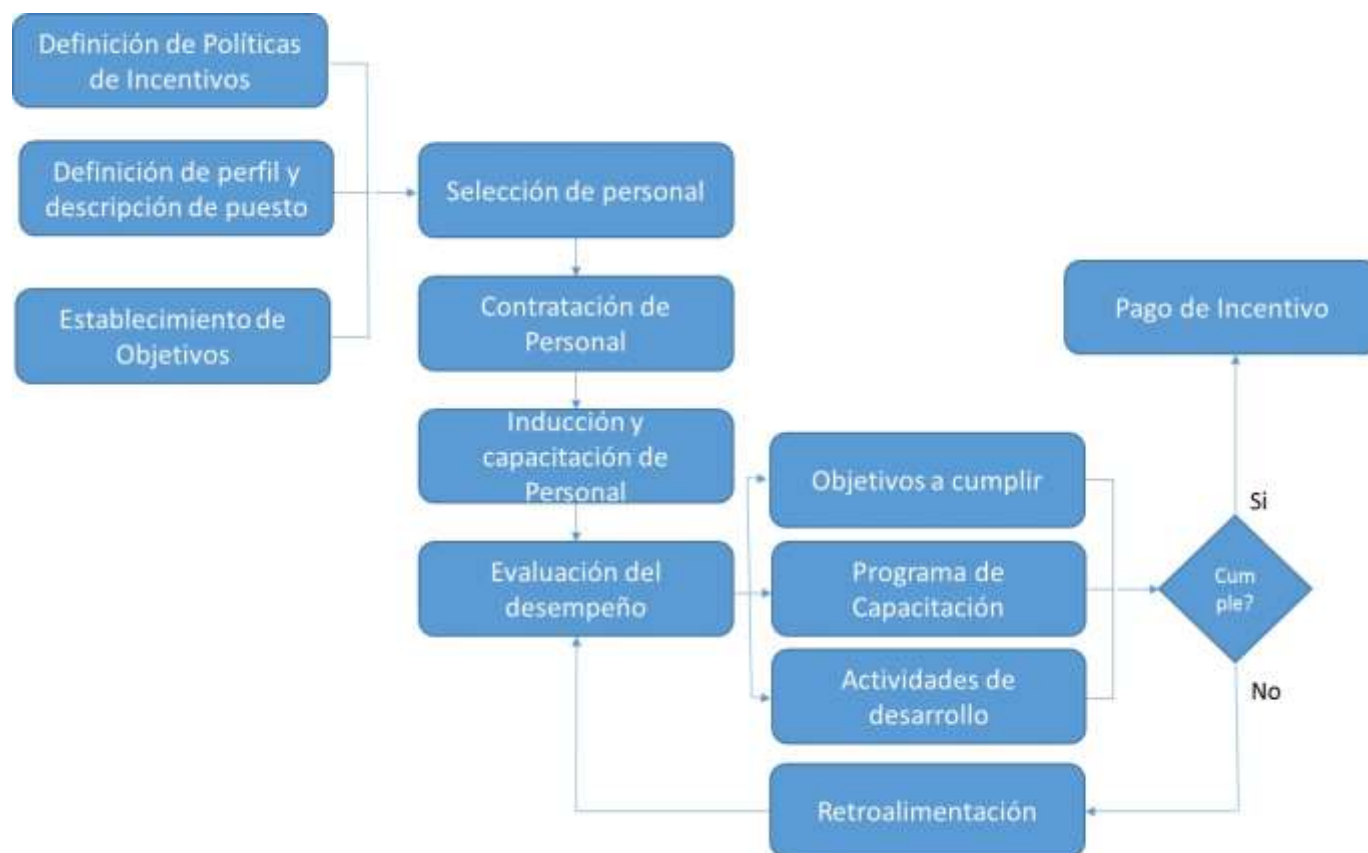 Definición de Políticas
de Incentivos
Definición de perfil y
descripción de puesto
Establecimiento de
Objetivos
Selección de personal
Contratación de
Personal
Inducción y
capacitación de
Personal
Evaluación del
desempeño
Objetivos a cumplir
Programa de
Capacitación
Actividades de
desarrollo
Retroalimentación
Pago de Incentivo
Si
Cum
ple?
No